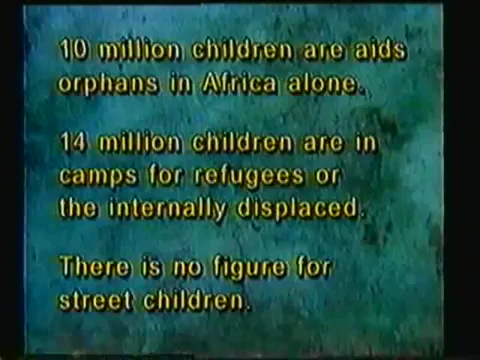 10 million children are aids
orphans in Africa alone.
14 million children are in
camps for refugees or
the internally displaced.
There is no figure for
street children.